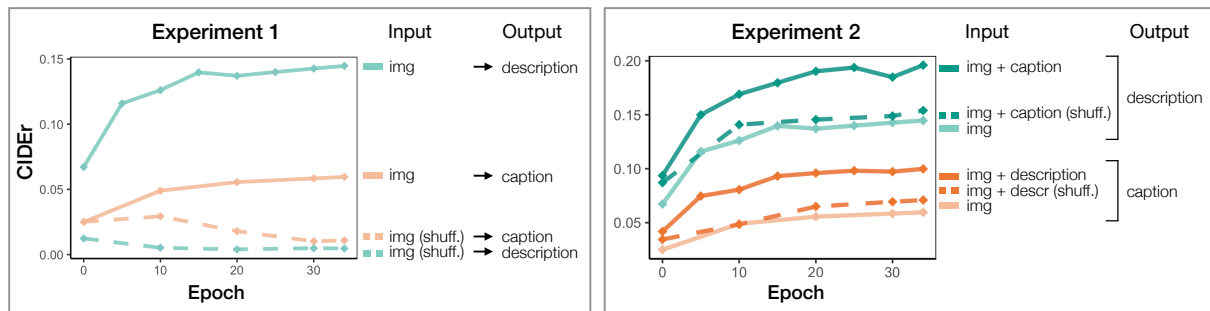 Experiment 1
Input
Output
CIDEr
0.15
0.10
0.05
0.00
0
10
20
30
Epoch
img → description
img → caption
img (shuff.) → caption
img (shuff.) → description
Experiment 2
Input
Output
0.20
0.15
0.10
0.05
0
10
20
30
Epoch
img + caption
img + caption (shuff.)
img
description
img + description
img + descr (shuff.)
img
caption